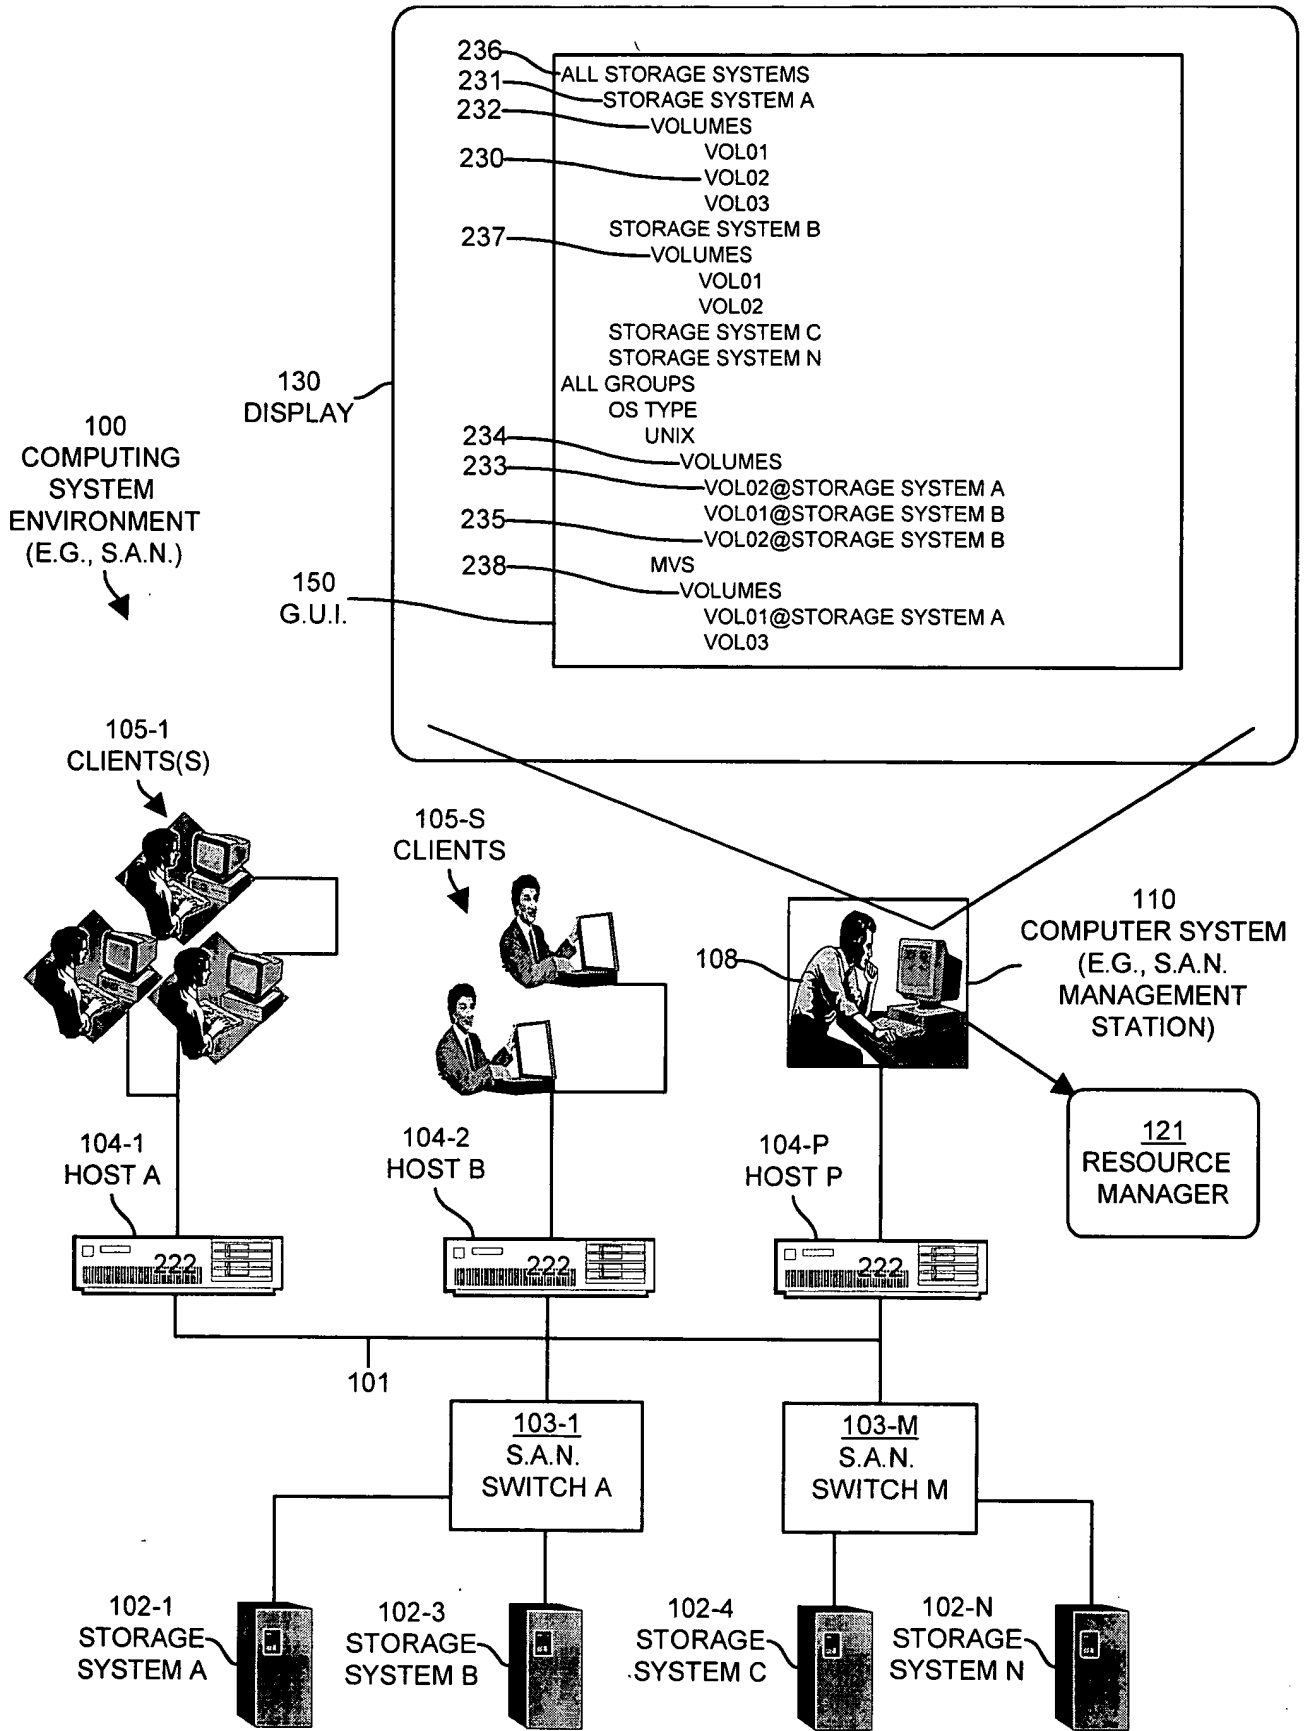 236
ALL STORAGE SYSTEMS
231
STORAGE SYSTEM A
232
VOLUMES
VOL01
230
VOL02
VOL03
STORAGE SYSTEM B
237
VOLUMES
VOL01
VOL02
STORAGE SYSTEM C
STORAGE SYSTEM N
ALL GROUPS
OS TYPE
UNIX
234
VOLUMES
233
VOL02@STORAGE SYSTEM A
VOL01@STORAGE SYSTEM B
235
VOL02@STORAGE SYSTEM B
MVS
238
VOLUMES
VOL01@STORAGE SYSTEM A
VOL03
130
DISPLAY
100
COMPUTING
SYSTEM
ENVIRONMENT
(E.G., S.A.N.)
150
G.U.I.
105-1
CLIENTS(S)
105-S
CLIENTS
108
110
COMPUTER SYSTEM
(E.G., S.A.N.
MANAGEMENT
STATION)
121
RESOURCE
MANAGER
104-1
HOST A
104-2
HOST B
104-P
HOST P
222
222
222
101
103-1
S.A.N.
SWITCH A
103-M
S.A.N.
SWITCH M
102-1
STORAGE
SYSTEM A
102-3
STORAGE
SYSTEM B
102-4
STORAGE
SYSTEM C
102-N
STORAGE
SYSTEM N